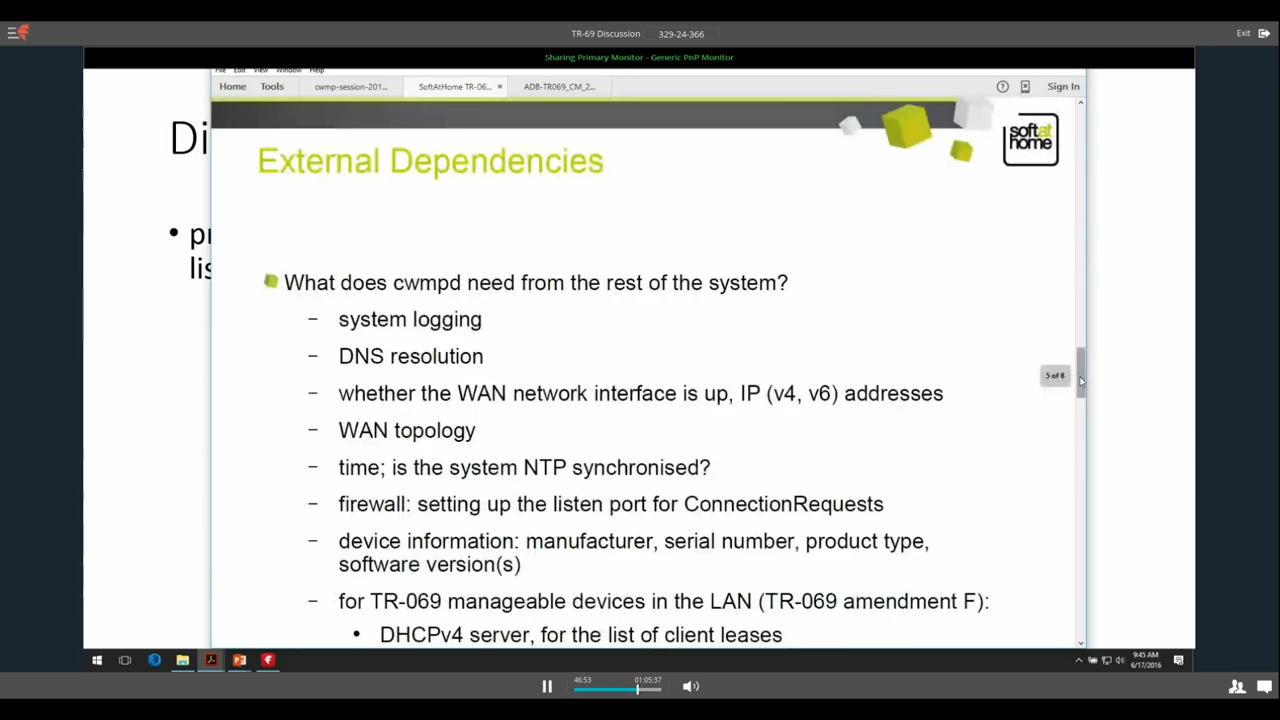 TR-69 Discussion 329-24-366 Exit
Sharing Primary Monitor - Generic PnP Monitor
File Edit View Window Help
Home Tools cwmp-session-201... SoftAtHome TR-06... × ADB-TR069_CM_2... Sign In
Di
soft at home
External Dependencies
• pr
lis
What does cwmpd need from the rest of the system?
– system logging
– DNS resolution
– whether the WAN network interface is up, IP (v4, v6) addresses
5 of 8
– WAN topology
– time; is the system NTP synchronised?
– firewall: setting up the listen port for ConnectionRequests
– device information: manufacturer, serial number, product type,
software version(s)
– for TR-069 manageable devices in the LAN (TR-069 amendment F):
• DHCPv4 server, for the list of client leases
9:45 AM
6/17/2016
46:53 01:05:37